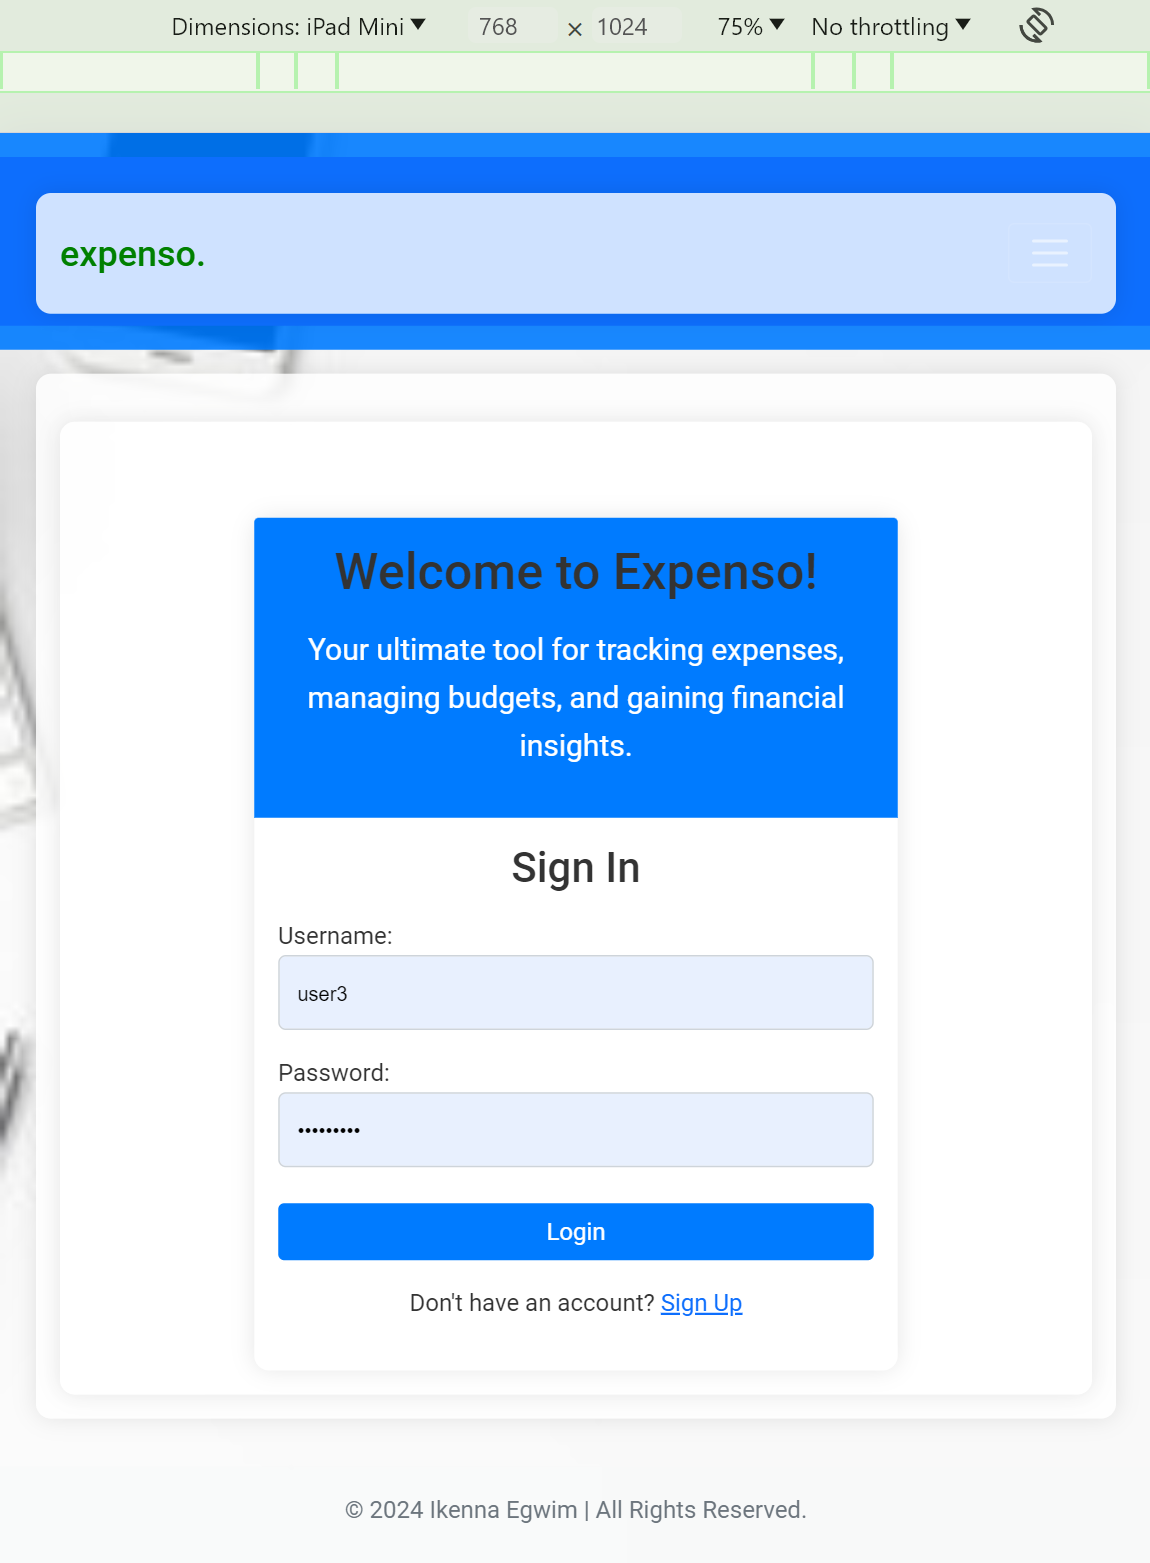 Dimensions: iPad Mini 768 × 1024 75% No throttling
expenso.
Welcome to Expenso!
Your ultimate tool for tracking expenses,
managing budgets, and gaining financial
insights.
Sign In
Username:
user3
Password:
•••••••••
Login
Don't have an account? Sign Up
© 2024 Ikenna Egwim | All Rights Reserved.